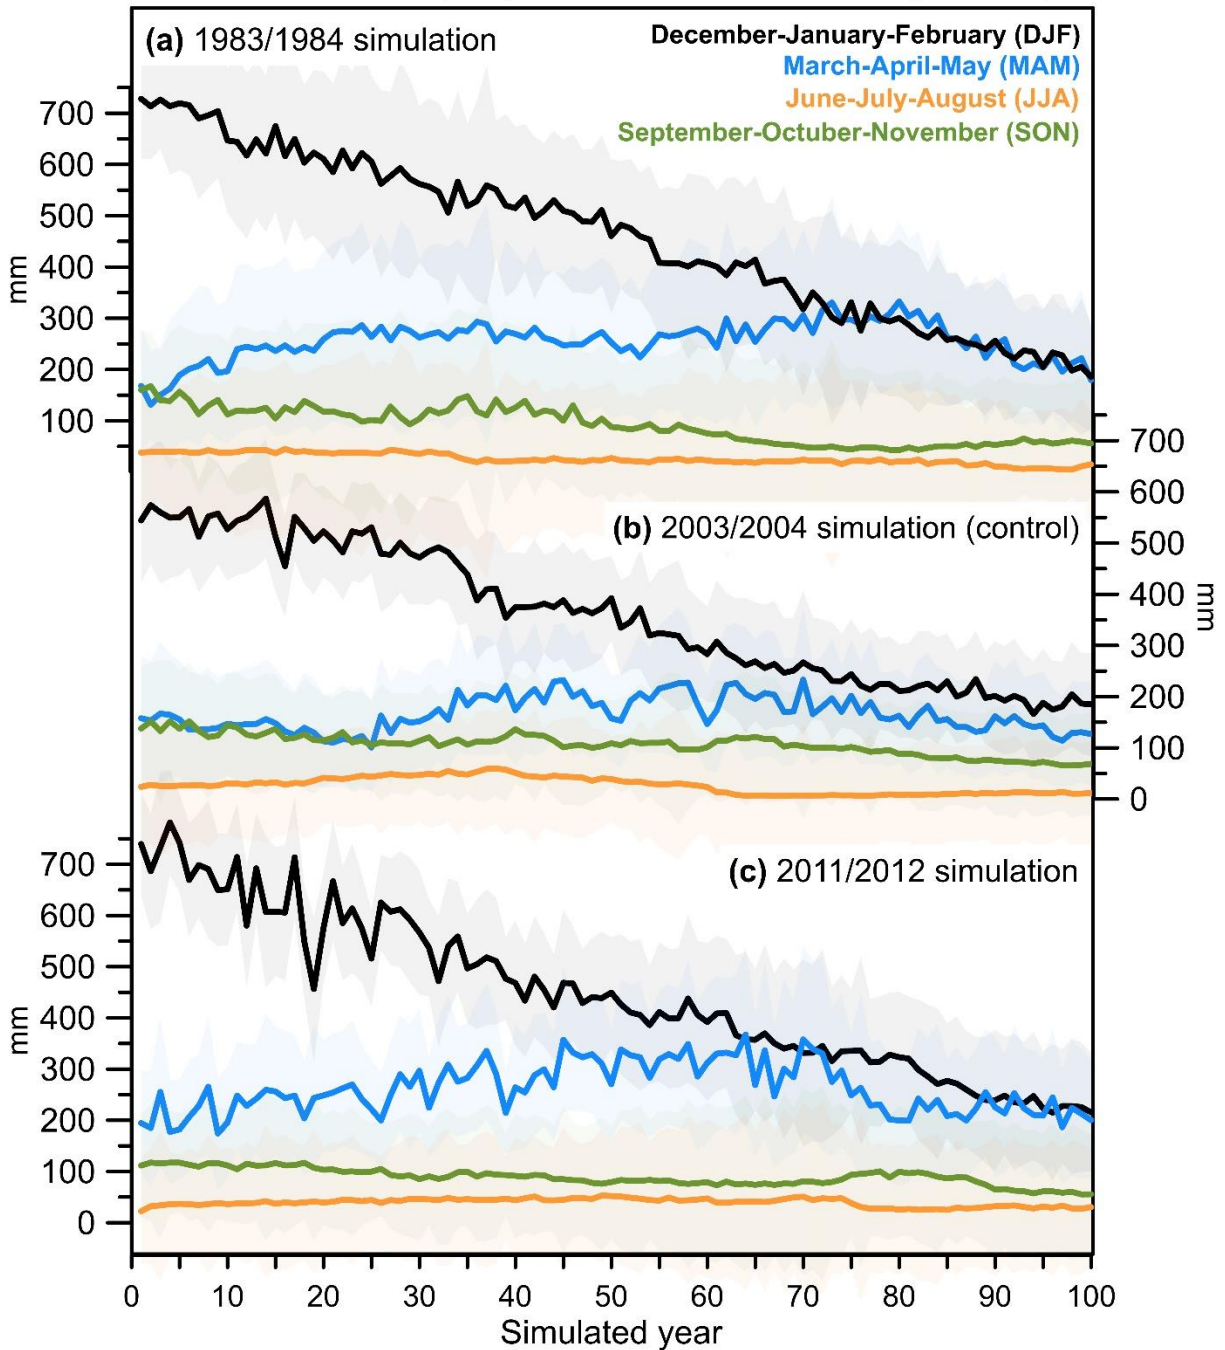 (a) 1983/1984 simulation
December-January-February (DJF)
March-April-May (MAM)
June-July-August (JJA)
September-Octuber-November (SON)
700
600
500
400
300
200
100
mm
(b) 2003/2004 simulation (control)
700
600
500
400
300
200
100
0
mm
(c) 2011/2012 simulation
700
600
500
400
300
200
100
0
mm
0 10 20 30 40 50 60 70 80 90 100
Simulated year